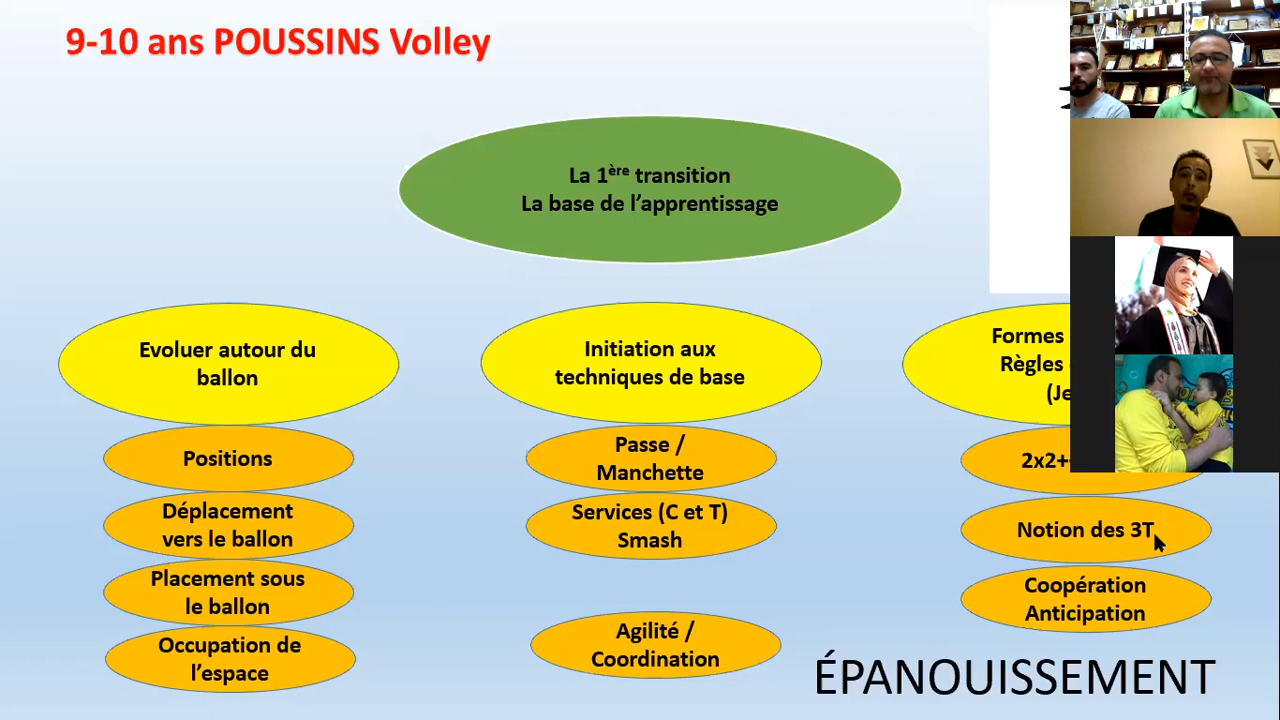 9-10 ans POUSSINS Volley
La 1ère transition
La base de l'apprentissage
Evoluer autour du
ballon
Positions
Déplacement
vers le ballon
Placement sous
le ballon
Occupation de
l'espace
Initiation aux
techniques de base
Passe /
Manchette
Services (C et T)
Smash
Agilité /
Coordination
Formes
Règles
(Je
2x2+
Notion des 3T
Coopération
Anticipation
ÉPANOUISSEMENT